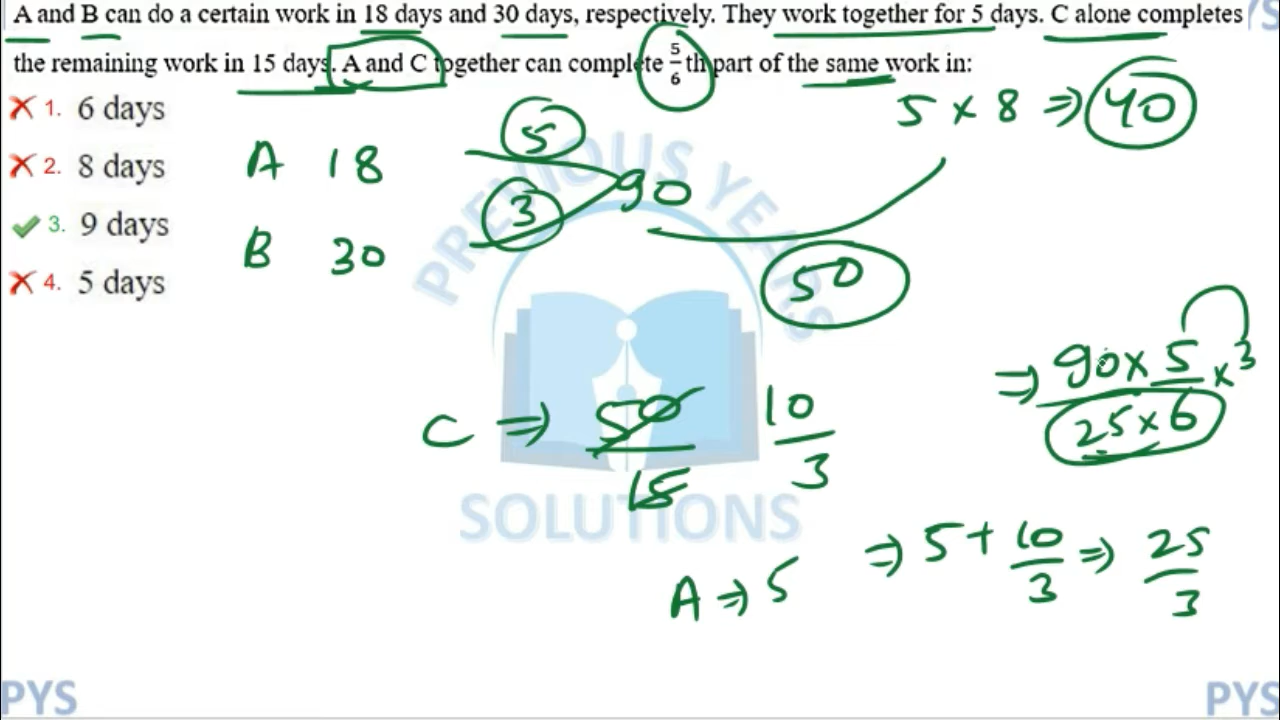 A and B can do a certain work in 18 days and 30 days, respectively. They work together for 5 days. C alone completes
the remaining work in 15 days. A and C together can complete 5/6 th part of the same work in:
1. 6 days
2. 8 days
3. 9 days
4. 5 days
5 × 8 ⇒ 40
A 18 5
90
B 30 3
50
⇒ 90 × 5 × 3 / 25 × 6
C ⇒ 50/15 10/3
A ⇒ 5 ⇒ 5 + 10/3 ⇒ 25/3
PREVIOUS YEARS
SOLUTIONS
PYS
PYS
YS